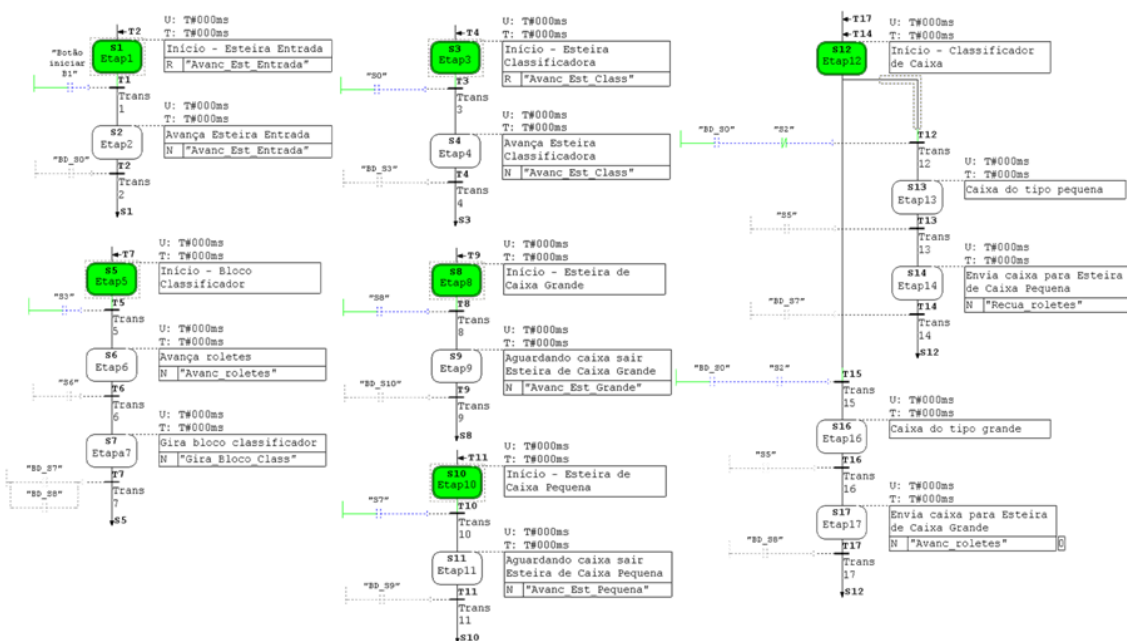 T2
U: T#000ms
T: T#000ms
S1
Etap1
Início - Esteira Entrada
R "Avanc_Est_Entrada"
"Botão
iniciar
B1"
T1
Trans
1
S2
Etap2
U: T#000ms
T: T#000ms
Avança Esteira Entrada
N "Avanc_Est_Entrada"
"BD_S0"
T2
Trans
2
S1
T4
U: T#000ms
T: T#000ms
S3
Etap3
Início - Esteira
Classificadora
R "Avanc_Est_Class"
"S0"
T3
Trans
3
S4
Etap4
U: T#000ms
T: T#000ms
Avança Esteira
Classificadora
N "Avanc_Est_Class"
"BD_S3"
T4
Trans
4
S3
T7
U: T#000ms
T: T#000ms
S5
Etap5
Início - Bloco
Classificador
"S3"
T5
Trans
5
S6
Etap6
U: T#000ms
T: T#000ms
Avança roletes
N "Avanc_roletes"
"S6"
T6
Trans
6
S7
Etapa7
U: T#000ms
T: T#000ms
Gira bloco classificador
N "Gira_Bloco_Class"
"BD_S7"
"BD_S8"
T7
Trans
7
S5
T9
U: T#000ms
T: T#000ms
S8
Etap8
Início - Esteira de
Caixa Grande
"S8"
T8
Trans
8
S9
Etap9
U: T#000ms
T: T#000ms
Aguardando caixa sair
Esteira de Caixa Grande
N "Avanc_Est_Grande"
"BD_S10"
T9
Trans
9
S8
T11
U: T#000ms
T: T#000ms
S10
Etap10
Início - Esteira de
Caixa Pequena
"S7"
T10
Trans
10
S11
Etap11
U: T#000ms
T: T#000ms
Aguardando caixa sair
Esteira de Caixa Pequena
N "Avanc_Est_Pequena"
"BD_S9"
T11
Trans
11
S10
T17
T14
U: T#000ms
T: T#000ms
S12
Etap12
Início - Classificador
de Caixa
"BD_S0" "S2"
T12
Trans
12
S13
Etap13
U: T#000ms
T: T#000ms
Caixa do tipo pequena
"S5"
T13
Trans
13
S14
Etap14
U: T#000ms
T: T#000ms
Envia caixa para Esteira
de Caixa Pequena
N "Recua_roletes"
"BD_S7"
T14
Trans
14
S12
"BD_S0" "S2"
T15
Trans
15
S16
Etap16
U: T#000ms
T: T#000ms
Caixa do tipo grande
"S5"
T16
Trans
16
S17
Etap17
U: T#000ms
T: T#000ms
Envia caixa para Esteira
de Caixa Grande
N "Avanc_roletes" 0
"BD_S8"
T17
Trans
17
S12